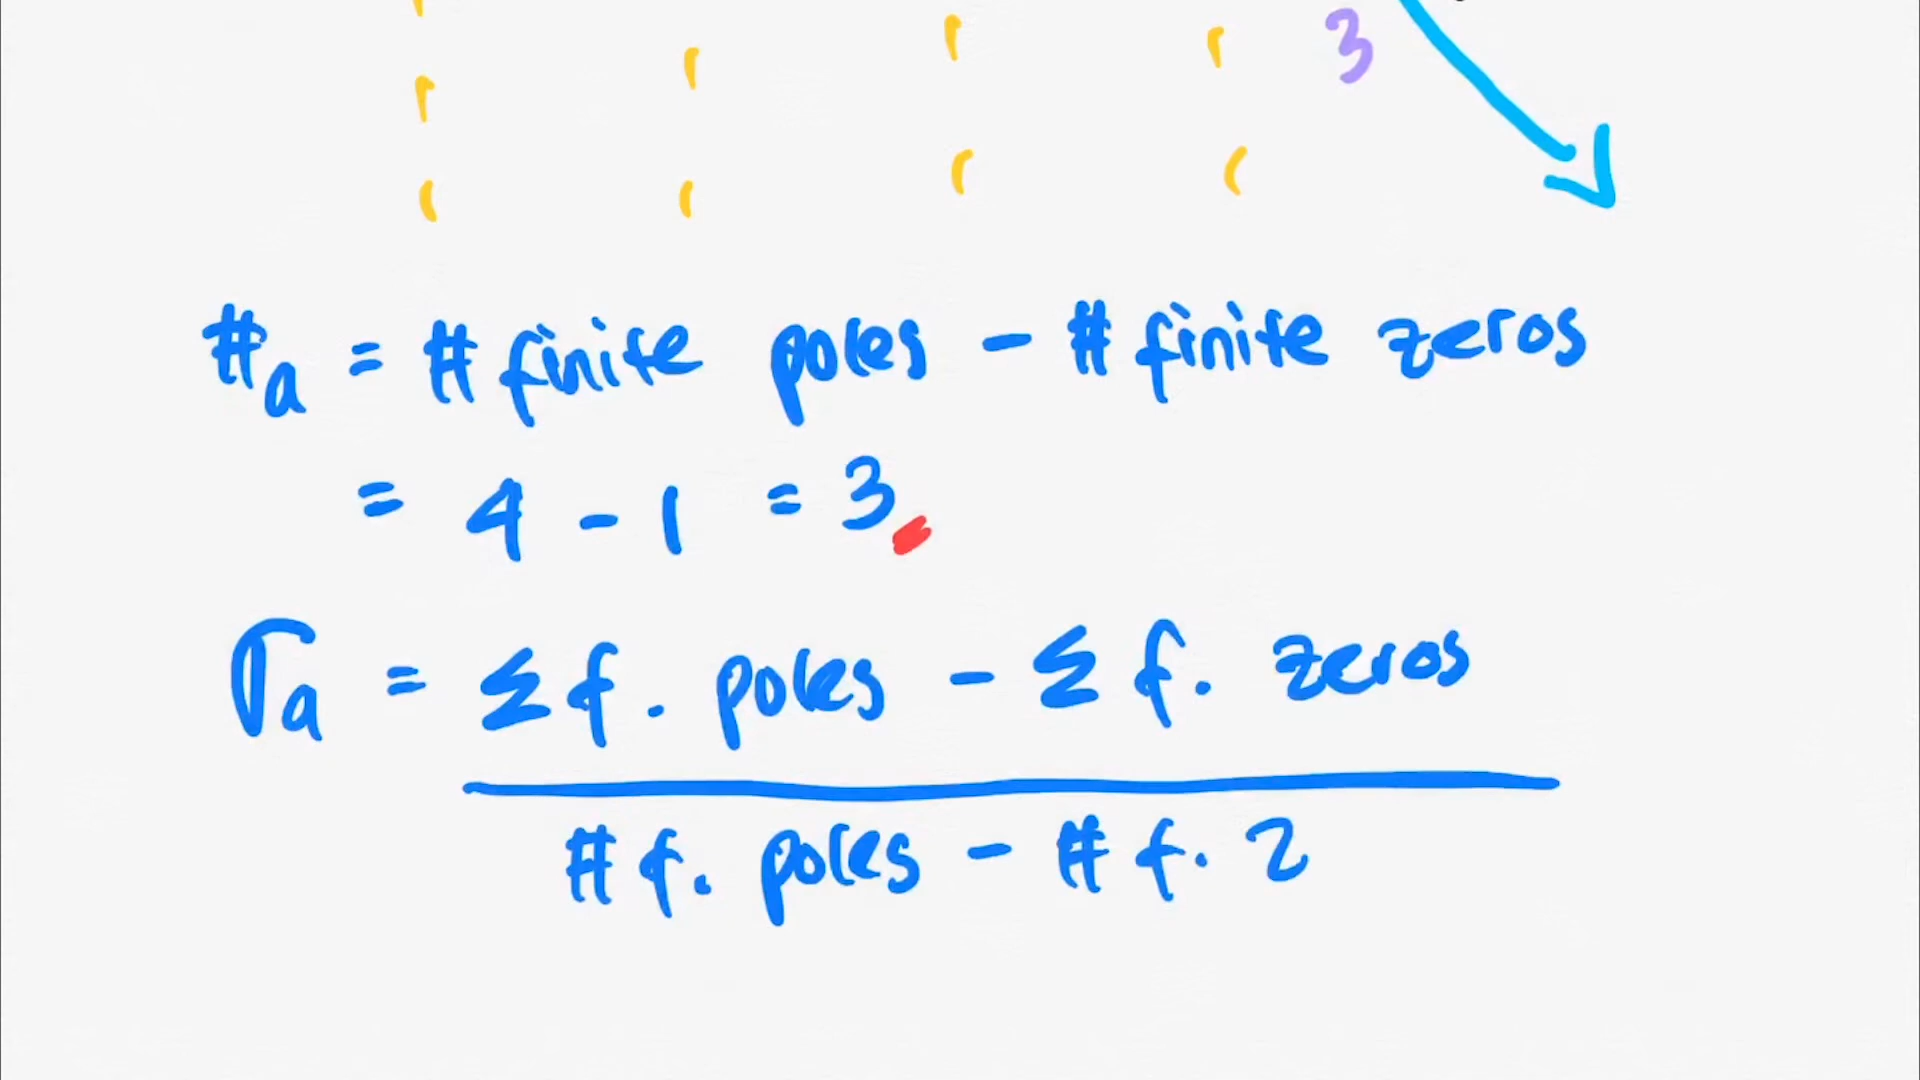 3
#a = # finite poles - # finite zeros
= 4 - 1 = 3
σa = Σ f. poles - Σ f. zeros
# f. poles - # f. z